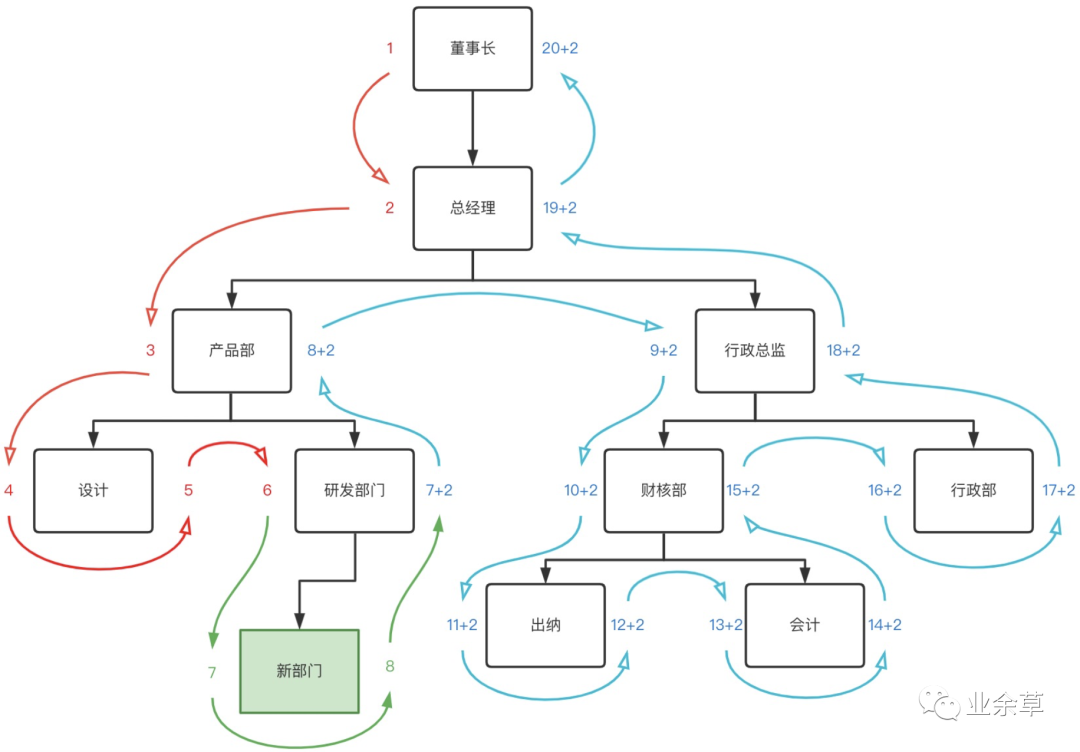 1 董事长 20+2
2 总经理 19+2
3 产品部 8+2 9+2 行政总监 18+2
4 设计 5 6 研发部门 7+2 10+2 财核部 15+2 16+2 行政部 17+2
11+2 出纳 12+2 13+2 会计 14+2
7 新部门 8
业余草